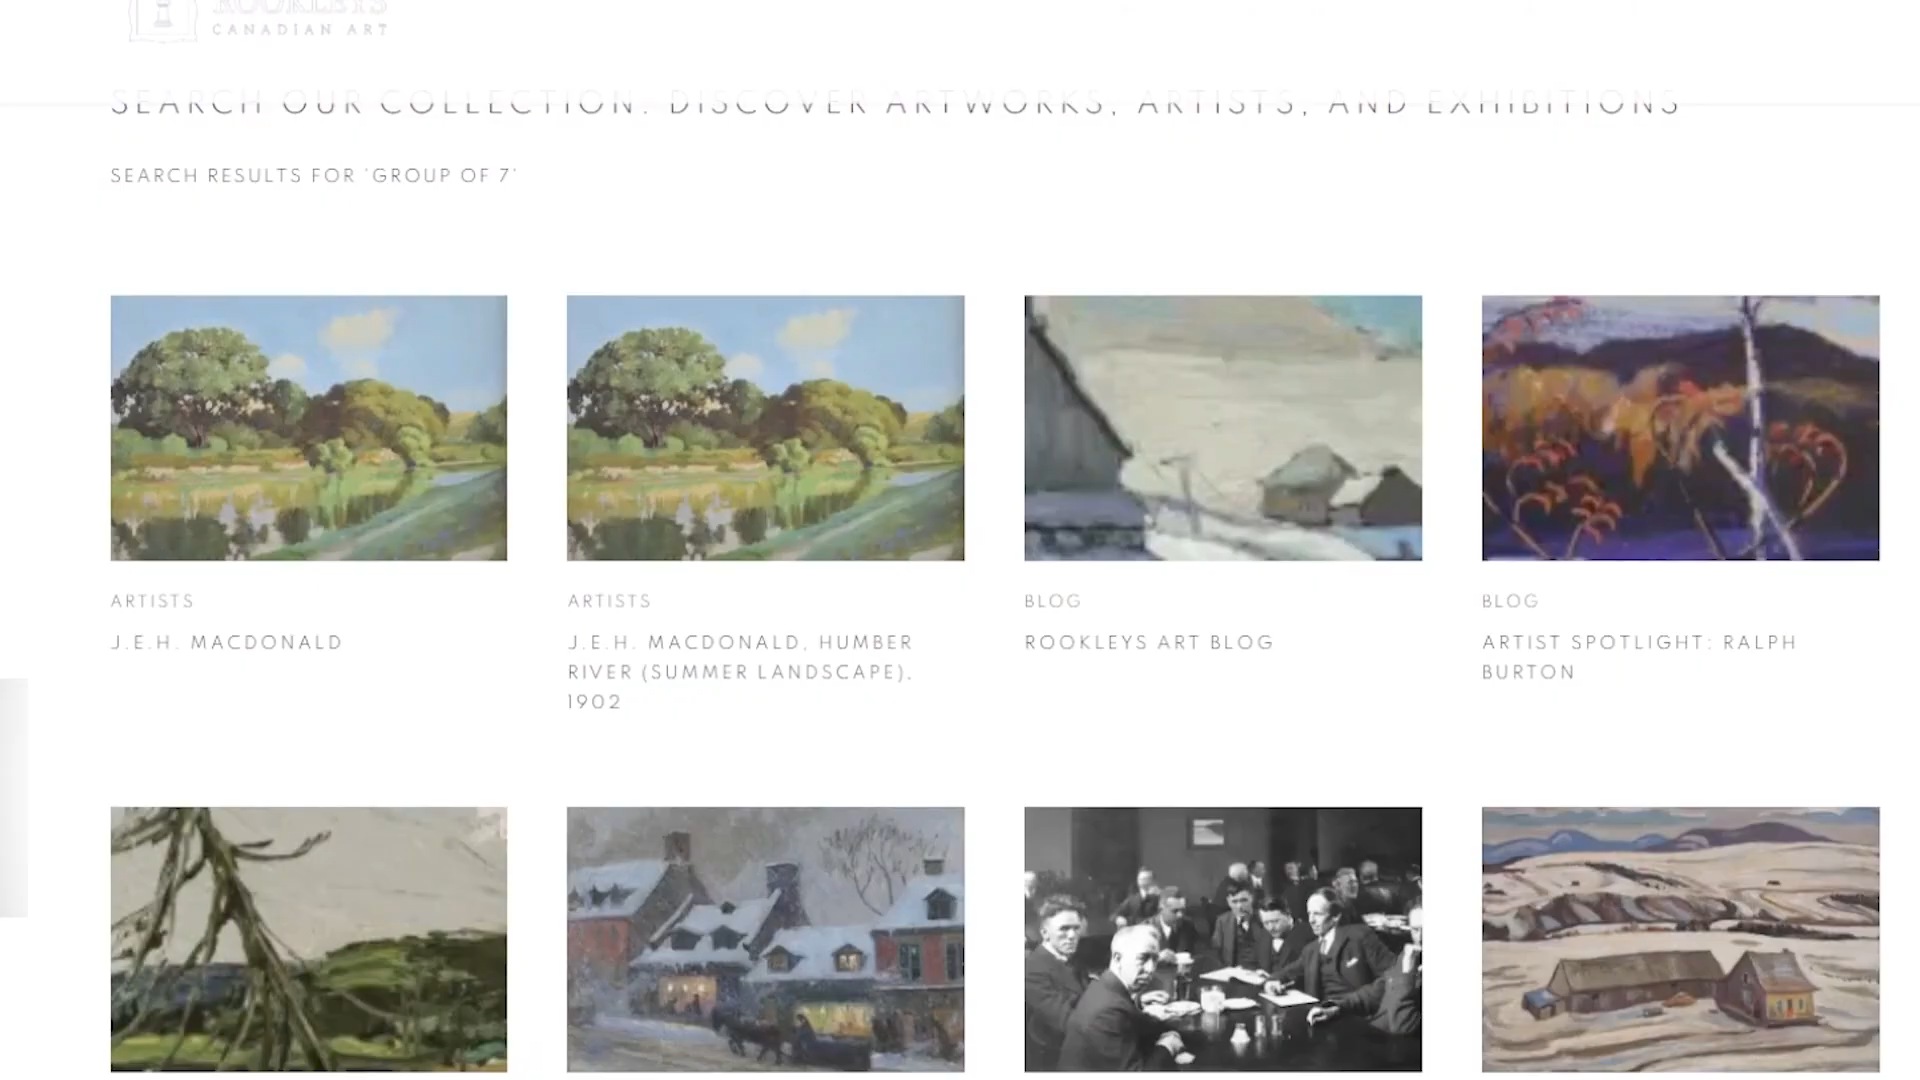 ROOKLEYS
CANADIAN ART
SEARCH OUR COLLECTION. DISCOVER ARTWORKS, ARTISTS, AND EXHIBITIONS
SEARCH RESULTS FOR 'GROUP OF 7'
ARTISTS
J.E.H. MACDONALD
ARTISTS
J.E.H. MACDONALD, HUMBER
RIVER (SUMMER LANDSCAPE),
1902
BLOG
ROOKLEYS ART BLOG
BLOG
ARTIST SPOTLIGHT: RALPH
BURTON